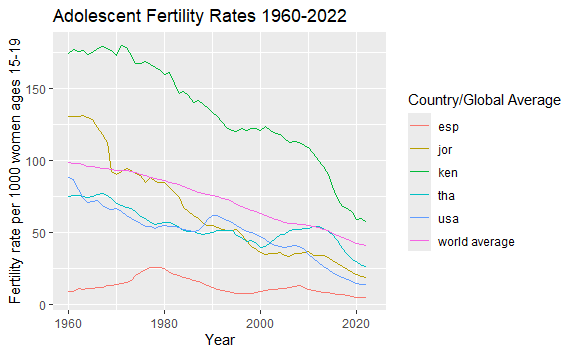 Adolescent Fertility Rates 1960-2022
Fertility rate per 1000 women ages 15-19
150
100
50
0
1960
1980
2000
2020
Year
Country/Global Average
esp
jor
ken
tha
usa
world average